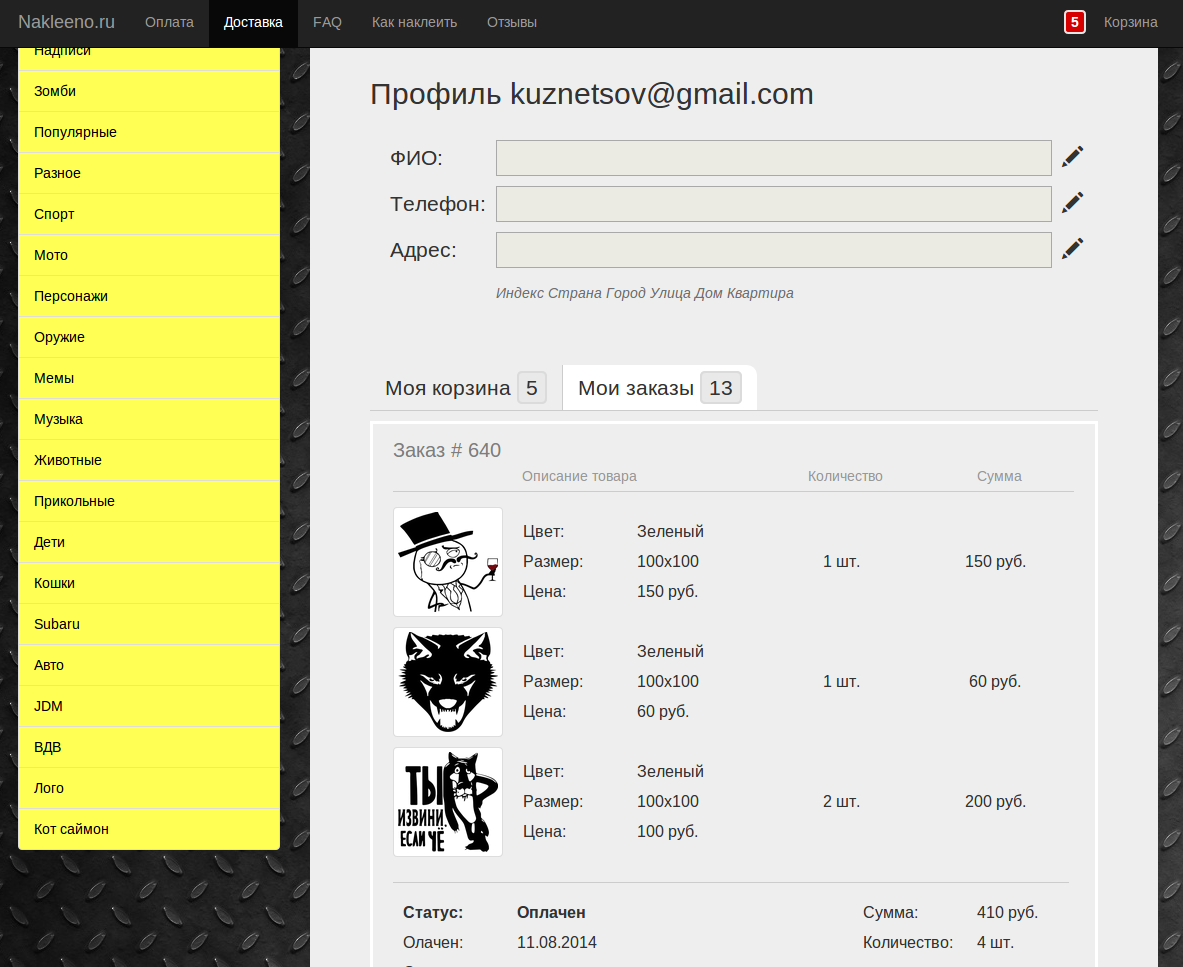 Nakleeno.ru Оплата Доставка FAQ Как наклеить Отзывы 5 Корзина
Надписи
Зомби
Популярные
Разное
Спорт
Мото
Персонажи
Оружие
Мемы
Музыка
Животные
Прикольные
Дети
Кошки
Subaru
Авто
JDM
ВДВ
Лого
Кот саймон
Профиль kuznetsov@gmail.com
ФИО:
Телефон:
Адрес:
Индекс Страна Город Улица Дом Квартира
Моя корзина 5 Мои заказы 13
Заказ # 640
Описание товара Количество Сумма
Цвет: Зеленый
Размер: 100x100 1 шт. 150 руб.
Цена: 150 руб.
Цвет: Зеленый
Размер: 100x100 1 шт. 60 руб.
Цена: 60 руб.
ТЫ
ИЗВИНИ,
ЕСЛИ ЧЁ
Цвет: Зеленый
Размер: 100x100 2 шт. 200 руб.
Цена: 100 руб.
Статус: Оплачен Сумма: 410 руб.
Олачен: 11.08.2014 Количество: 4 шт.